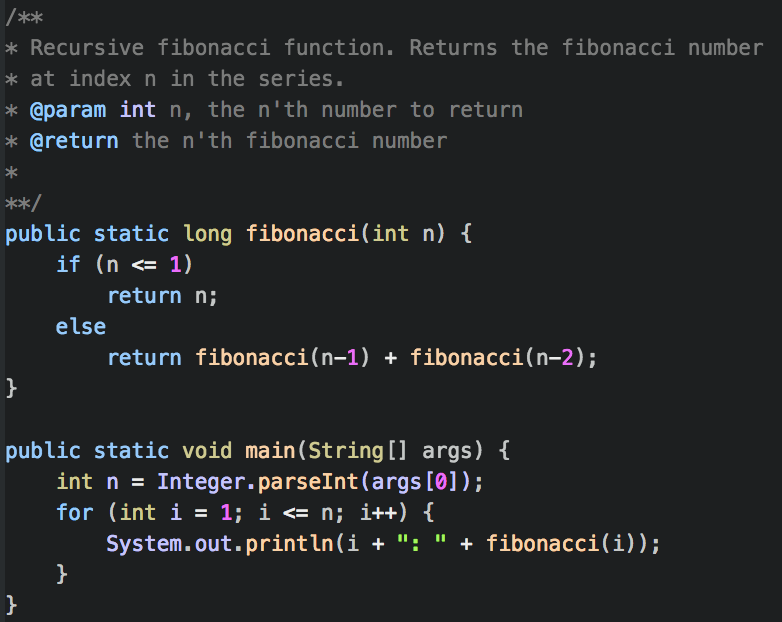 /**
* Recursive fibonacci function. Returns the fibonacci number
* at index n in the series.
* @param int n, the n'th number to return
* @return the n'th fibonacci number
*
**/
public static long fibonacci(int n) {
    if (n <= 1)
        return n;
    else
        return fibonacci(n-1) + fibonacci(n-2);
}

public static void main(String[] args) {
    int n = Integer.parseInt(args[0]);
    for (int i = 1; i <= n; i++) {
        System.out.println(i + ": " + fibonacci(i));
    }
}